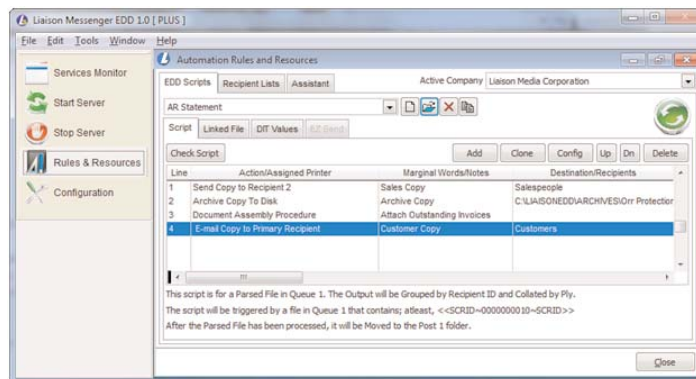 Liaison Messenger EDD 1.0 [ PLUS ]
File Edit Tools Window Help
Services Monitor
Start Server
Stop Server
Rules & Resources
Configuration
Automation Rules and Resources
EDD Scripts Recipient Lists Assistant Active Company Liaison Media Corporation
AR Statement
Script Linked File DIT Values EZ Send
Check Script Add Clone Config Up Dn Delete
Line Action/Assigned Printer Marginal Words/Notes Destination/Recipients
1 Send Copy to Recipient 2 Sales Copy Salespeople
2 Archive Copy To Disk Archive Copy C:\LIAISONEDD\ARCHIVES\Orr Protection
3 Document Assembly Procedure Attach Outstanding Invoices
4 E-mail Copy to Primary Recipient Customer Copy Customers
This script is for a Parsed File in Queue 1. The Output will be Grouped by Recipient ID and Collated by Ply.
The script will be triggered by a file in Queue 1 that contains; atleast, <<SCRID~0000000010~SCRID>>
After the Parsed File has been processed, it will be Moved to the Post 1 folder.
Close